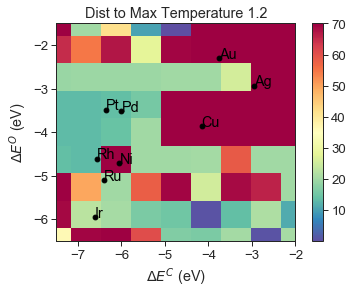 Dist to Max Temperature 1.2
ΔE^O (eV)
−2
−3
−4
−5
−6
Au
Ag
Pt Pd
Cu
Rh Ni
Ru
Ir
−7 −6 −5 −4 −3 −2
ΔE^C (eV)
70
60
50
40
30
20
10